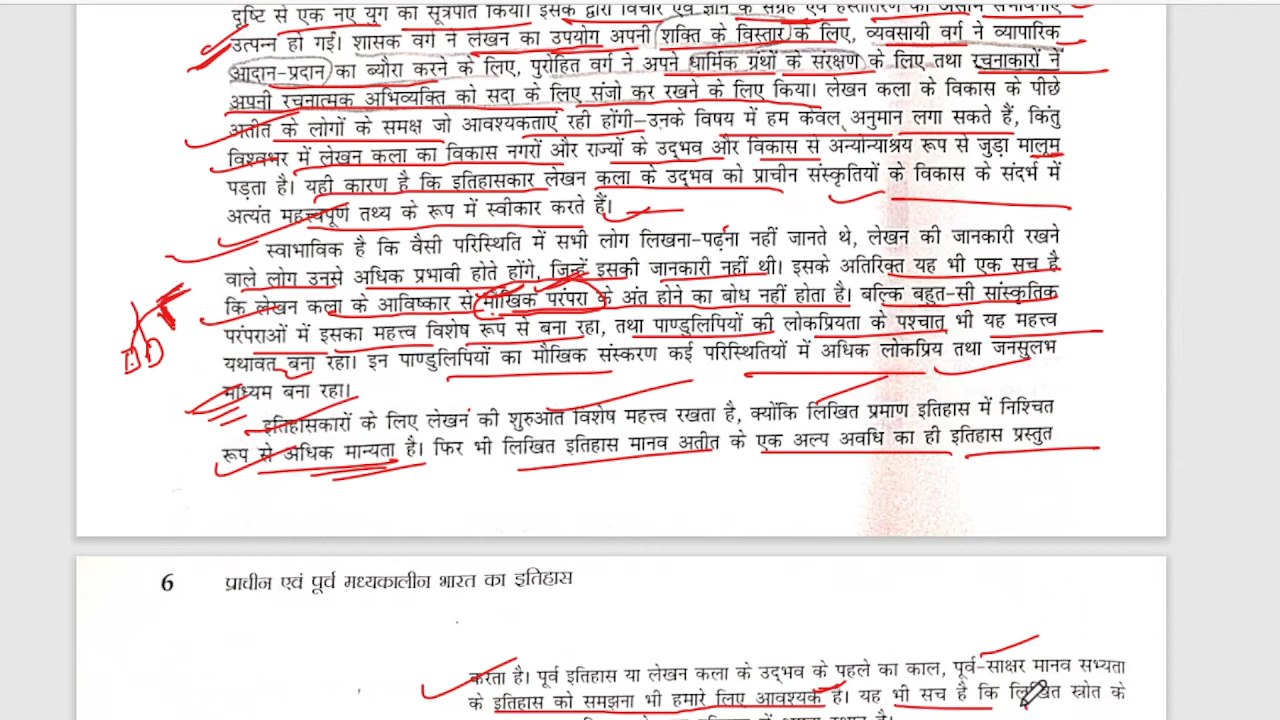 दृष्टि से एक नए युग का सूत्रपात किया। इसके द्वारा विचार एवं ज्ञान के संग्रह एवं हस्तांतरण की असीम संभावनाएं
उत्पन्न हो गईं। शासक वर्ग ने लेखन का उपयोग अपनी शक्ति के विस्तार के लिए, व्यवसायी वर्ग ने व्यापारिक
आदान-प्रदान का ब्यौरा करने के लिए, पुरोहित वर्ग ने अपने धार्मिक ग्रंथों के संरक्षण के लिए तथा रचनाकारों ने
अपनी रचनात्मक अभिव्यक्ति को सदा के लिए संजो कर रखने के लिए किया। लेखन कला के विकास के पीछे
अतीत के लोगों के समक्ष जो आवश्यकताएं रही होंगी-उनके विषय में हम केवल अनुमान लगा सकते हैं, किंतु
विश्वभर में लेखन कला का विकास नगरों और राज्यों के उद्भव और विकास से अन्योन्याश्रय रूप से जुड़ा मालूम
पड़ता है। यही कारण है कि इतिहासकार लेखन कला के उद्भव को प्राचीन संस्कृतियों के विकास के संदर्भ में
अत्यंत महत्त्वपूर्ण तथ्य के रूप में स्वीकार करते हैं।
स्वाभाविक है कि वैसी परिस्थिति में सभी लोग लिखना-पढ़ना नहीं जानते थे, लेखन की जानकारी रखने
वाले लोग उनसे अधिक प्रभावी होते होंगे, जिन्हें इसकी जानकारी नहीं थी। इसके अतिरिक्त यह भी एक सच है
कि लेखन कला के आविष्कार से मौखिक परंपरा के अंत होने का बोध नहीं होता है। बल्कि बहुत-सी सांस्कृतिक
परंपराओं में इसका महत्त्व विशेष रूप से बना रहा, तथा पाण्डुलिपियों की लोकप्रियता के पश्चात् भी यह महत्त्व
यथावत बना रहा। इन पाण्डुलिपियों का मौखिक संस्करण कई परिस्थितियों में अधिक लोकप्रिय तथा जनसुलभ
माध्यम बना रहा।
इतिहासकारों के लिए लेखन की शुरुआत विशेष महत्त्व रखता है, क्योंकि लिखित प्रमाण इतिहास में निश्चित
रूप से अधिक मान्यता है। फिर भी लिखित इतिहास मानव अतीत के एक अल्प अवधि का ही इतिहास प्रस्तुत
6 प्राचीन एवं पूर्व मध्यकालीन भारत का इतिहास
करता है। पूर्व इतिहास या लेखन कला के उद्भव के पहले का काल, पूर्व-साक्षर मानव सभ्यता
के इतिहास को समझना भी हमारे लिए आवश्यक है। यह भी सच है कि लिखित स्रोत के